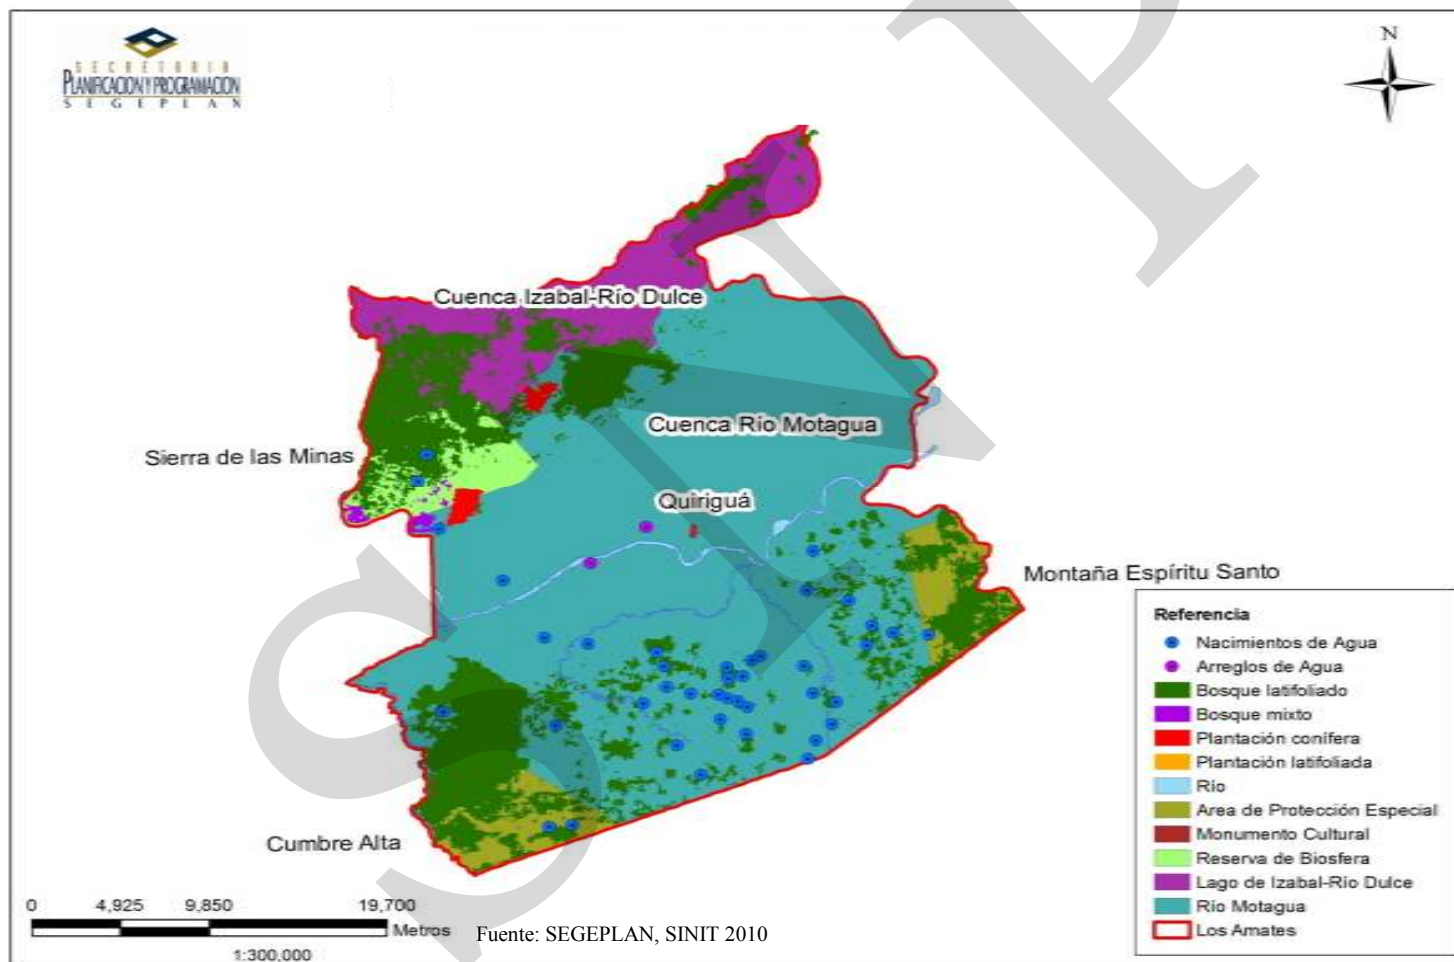 SECRETARIA
PLANIFICACION Y PROGRAMACION
SEGEPLAN
N
Cuenca Izabal-Río Dulce
Cuenca Río Motagua
Sierra de las Minas
Quiriguá
Montaña Espíritu Santo
Cumbre Alta
Referencia
Nacimientos de Agua
Arreglos de Agua
Bosque latifoliado
Bosque mixto
Plantación conífera
Plantación latifoliada
Río
Area de Protección Especial
Monumento Cultural
Reserva de Biosfera
Lago de Izabal-Río Dulce
Río Motagua
Los Amates
0 4,925 9,850 19,700
Metros
1:300,000
Fuente: SEGEPLAN, SINIT 2010
SINP